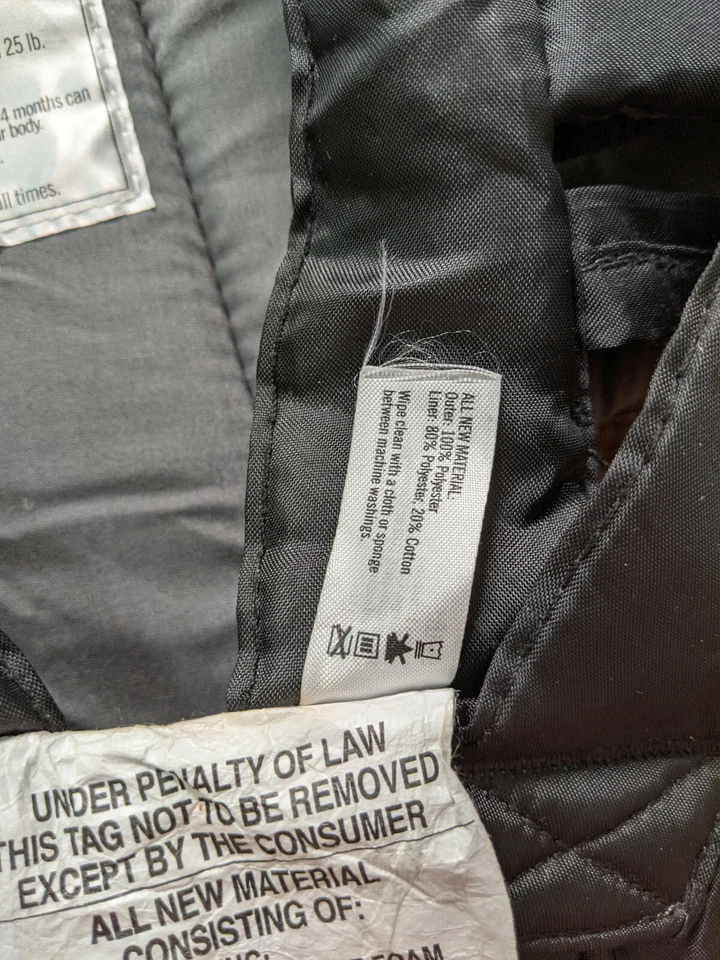 25 lb.
4 months can
r body.
ll times.
ALL NEW MATERIAL:
Outer: 100% Polyester
Liner: 80% Polyester, 20% Cotton
Wipe clean with a cloth or sponge
between machine washings.
UNDER PENALTY OF LAW
THIS TAG NOT TO BE REMOVED
EXCEPT BY THE CONSUMER
ALL NEW MATERIAL
CONSISTING OF:
FOAM